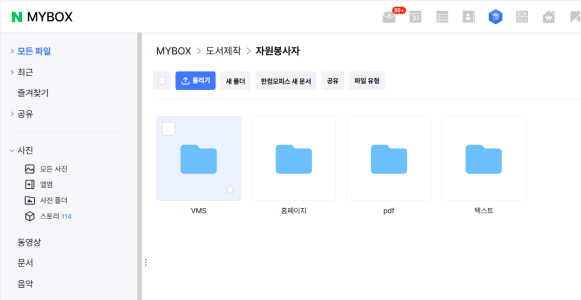 N MYBOX
99+
31
모든 파일
최근
즐겨찾기
공유
사진
모든 사진
앨범
사진 폴더
스토리 114
동영상
문서
음악
MYBOX > 도서제작 > 자원봉사자
올리기
새 폴더
한컴오피스 새 문서
공유
파일 유형
VMS
홈페이지
pdf
텍스트